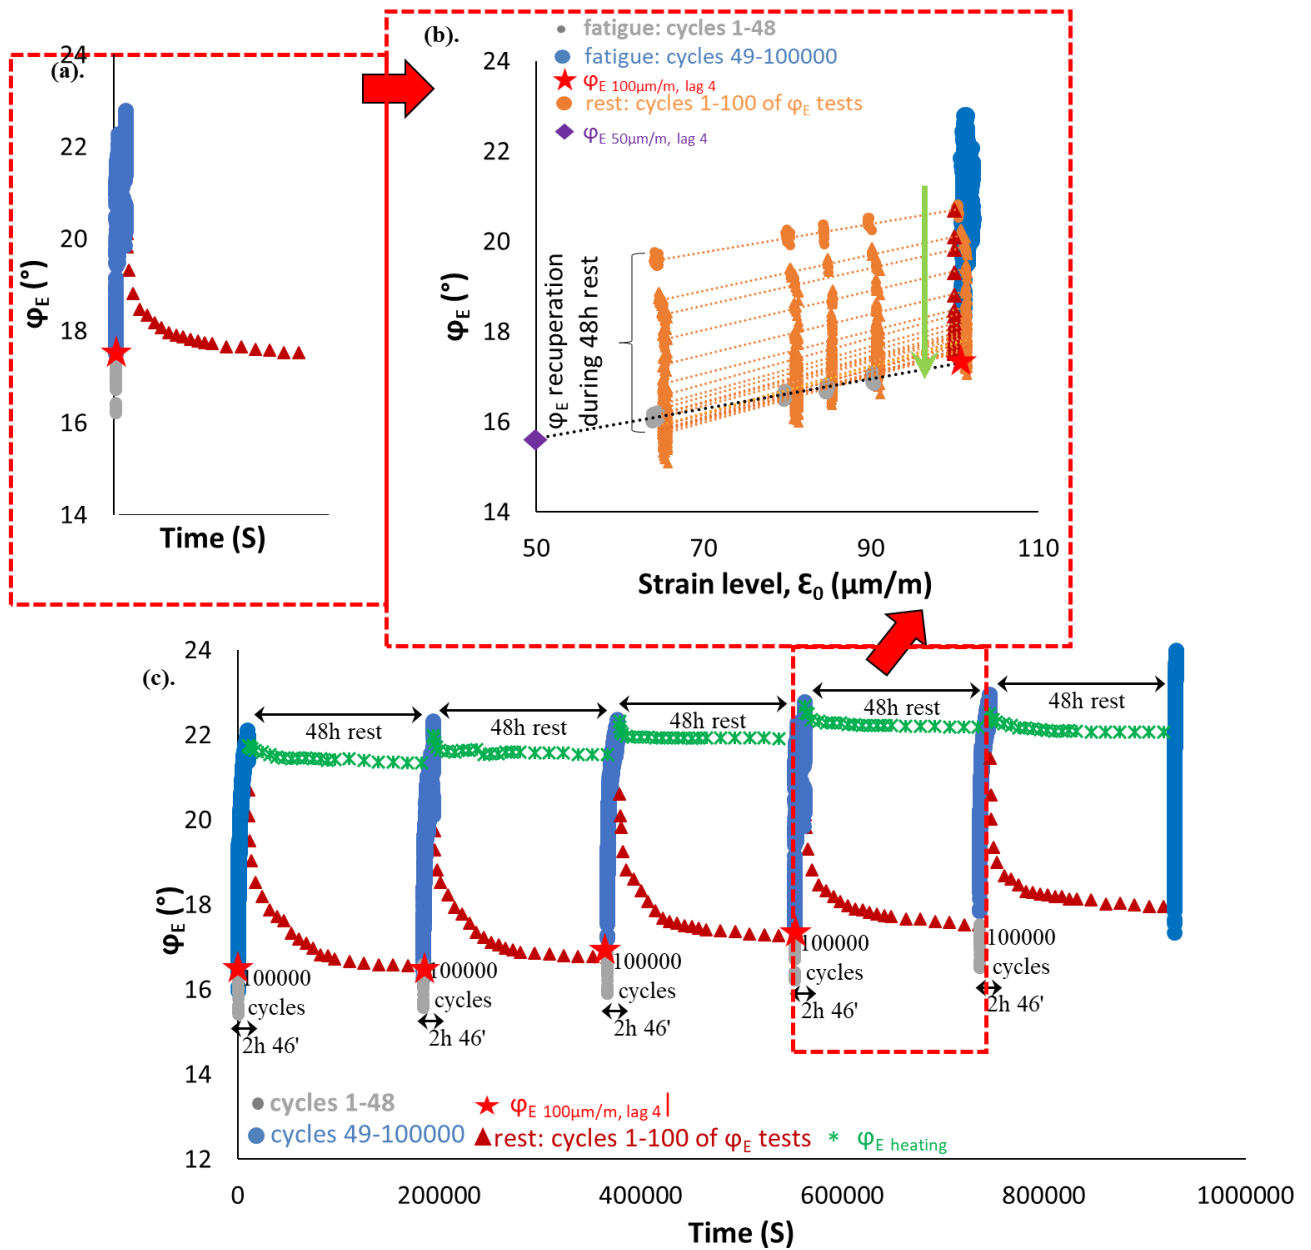 (a).
24
22
20
18
16
14
φE (°)
Time (S)
(b).
fatigue: cycles 1-48
fatigue: cycles 49-100000
φE 100µm/m, lag 4
rest: cycles 1-100 of φE tests
φE 50µm/m, lag 4
24
22
20
18
16
14
φE (°)
φE recuperation
during 48h rest
50
70
90
110
Strain level, Ɛ0 (µm/m)
(c).
24
22
20
18
16
14
12
φE (°)
48h rest
48h rest
48h rest
48h rest
48h rest
100000
cycles
2h 46'
100000
cycles
2h 46'
100000
cycles
2h 46'
100000
cycles
2h 46'
100000
cycles
2h 46'
cycles 1-48
φE 100µm/m, lag 4
cycles 49-100000
rest: cycles 1-100 of φE tests
φE heating
0
200000
400000
600000
800000
1000000
Time (S)